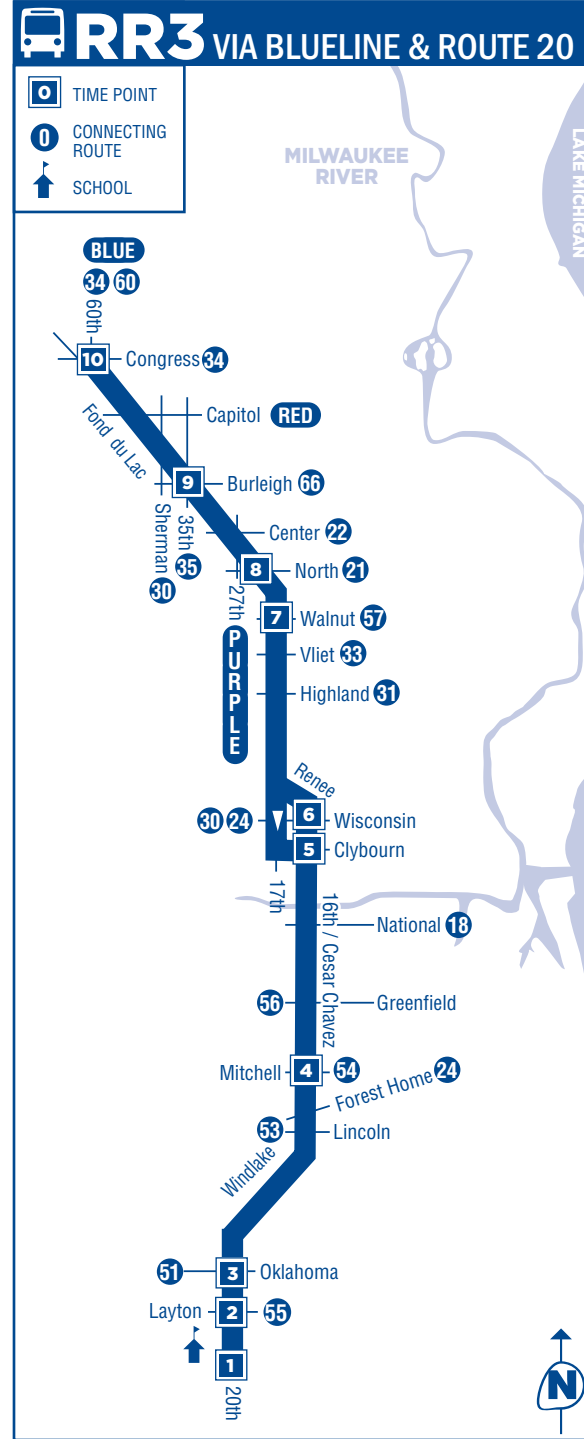 RR3 VIA BLUELINE & ROUTE 20
0 TIME POINT
0 CONNECTING
ROUTE
SCHOOL
MILWAUKEE
RIVER
LAKE MICHIGAN
BLUE
34 60
60th
10 Congress 34
Fond du Lac
Capitol RED
9 Burleigh 66
Sherman
30
35th
35
Center 22
8 North 21
27th
PURPLE
7 Walnut 57
Vliet 33
Highland 31
Renee
30 24
6 Wisconsin
5 Clybourn
17th
16th / Cesar Chavez
National 18
56 Greenfield
Mitchell 4 54
Forest Home 24
53 Lincoln
Windlake
51 3 Oklahoma
Layton 2 55
1
20th
N